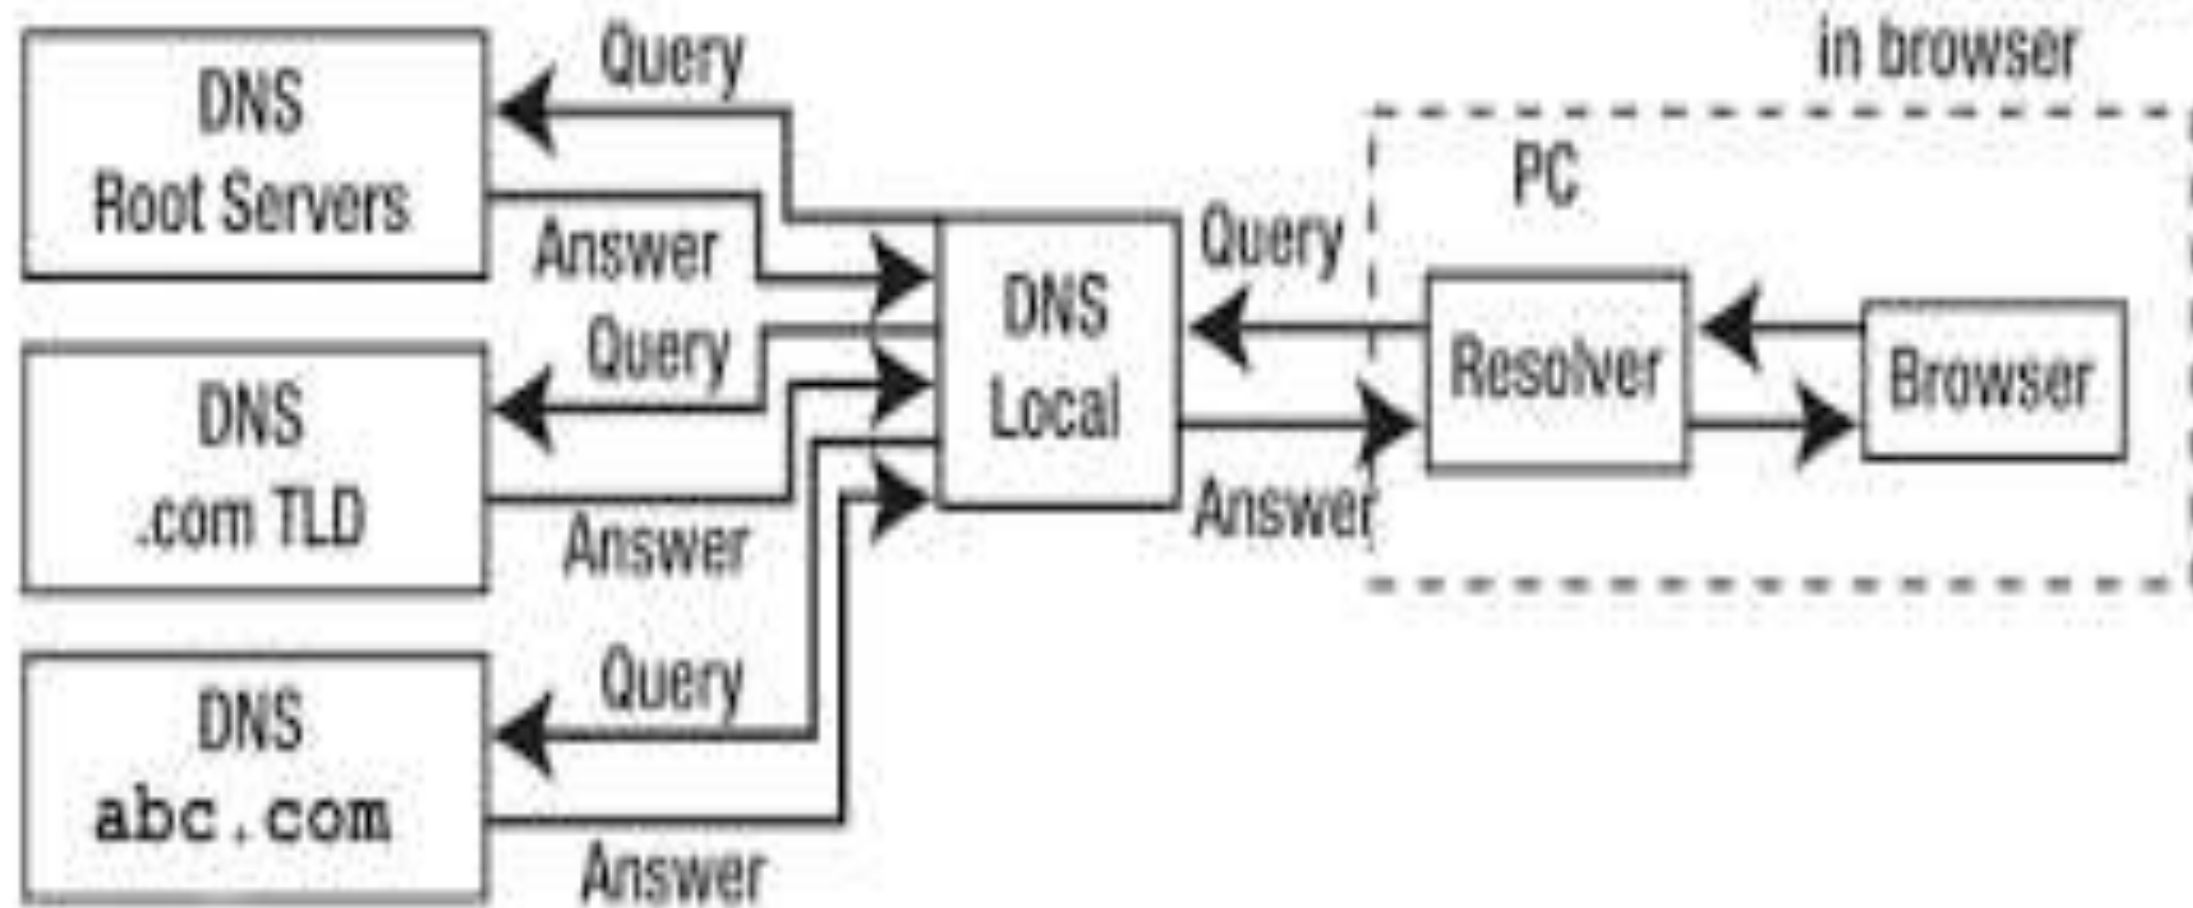 in browser
Query
DNS
Root Servers
Answer
PC
Query
DNS
Local
Resolver
Browser
Query
DNS
.com TLD
Answer
Answer
Query
DNS
abc.com
Answer